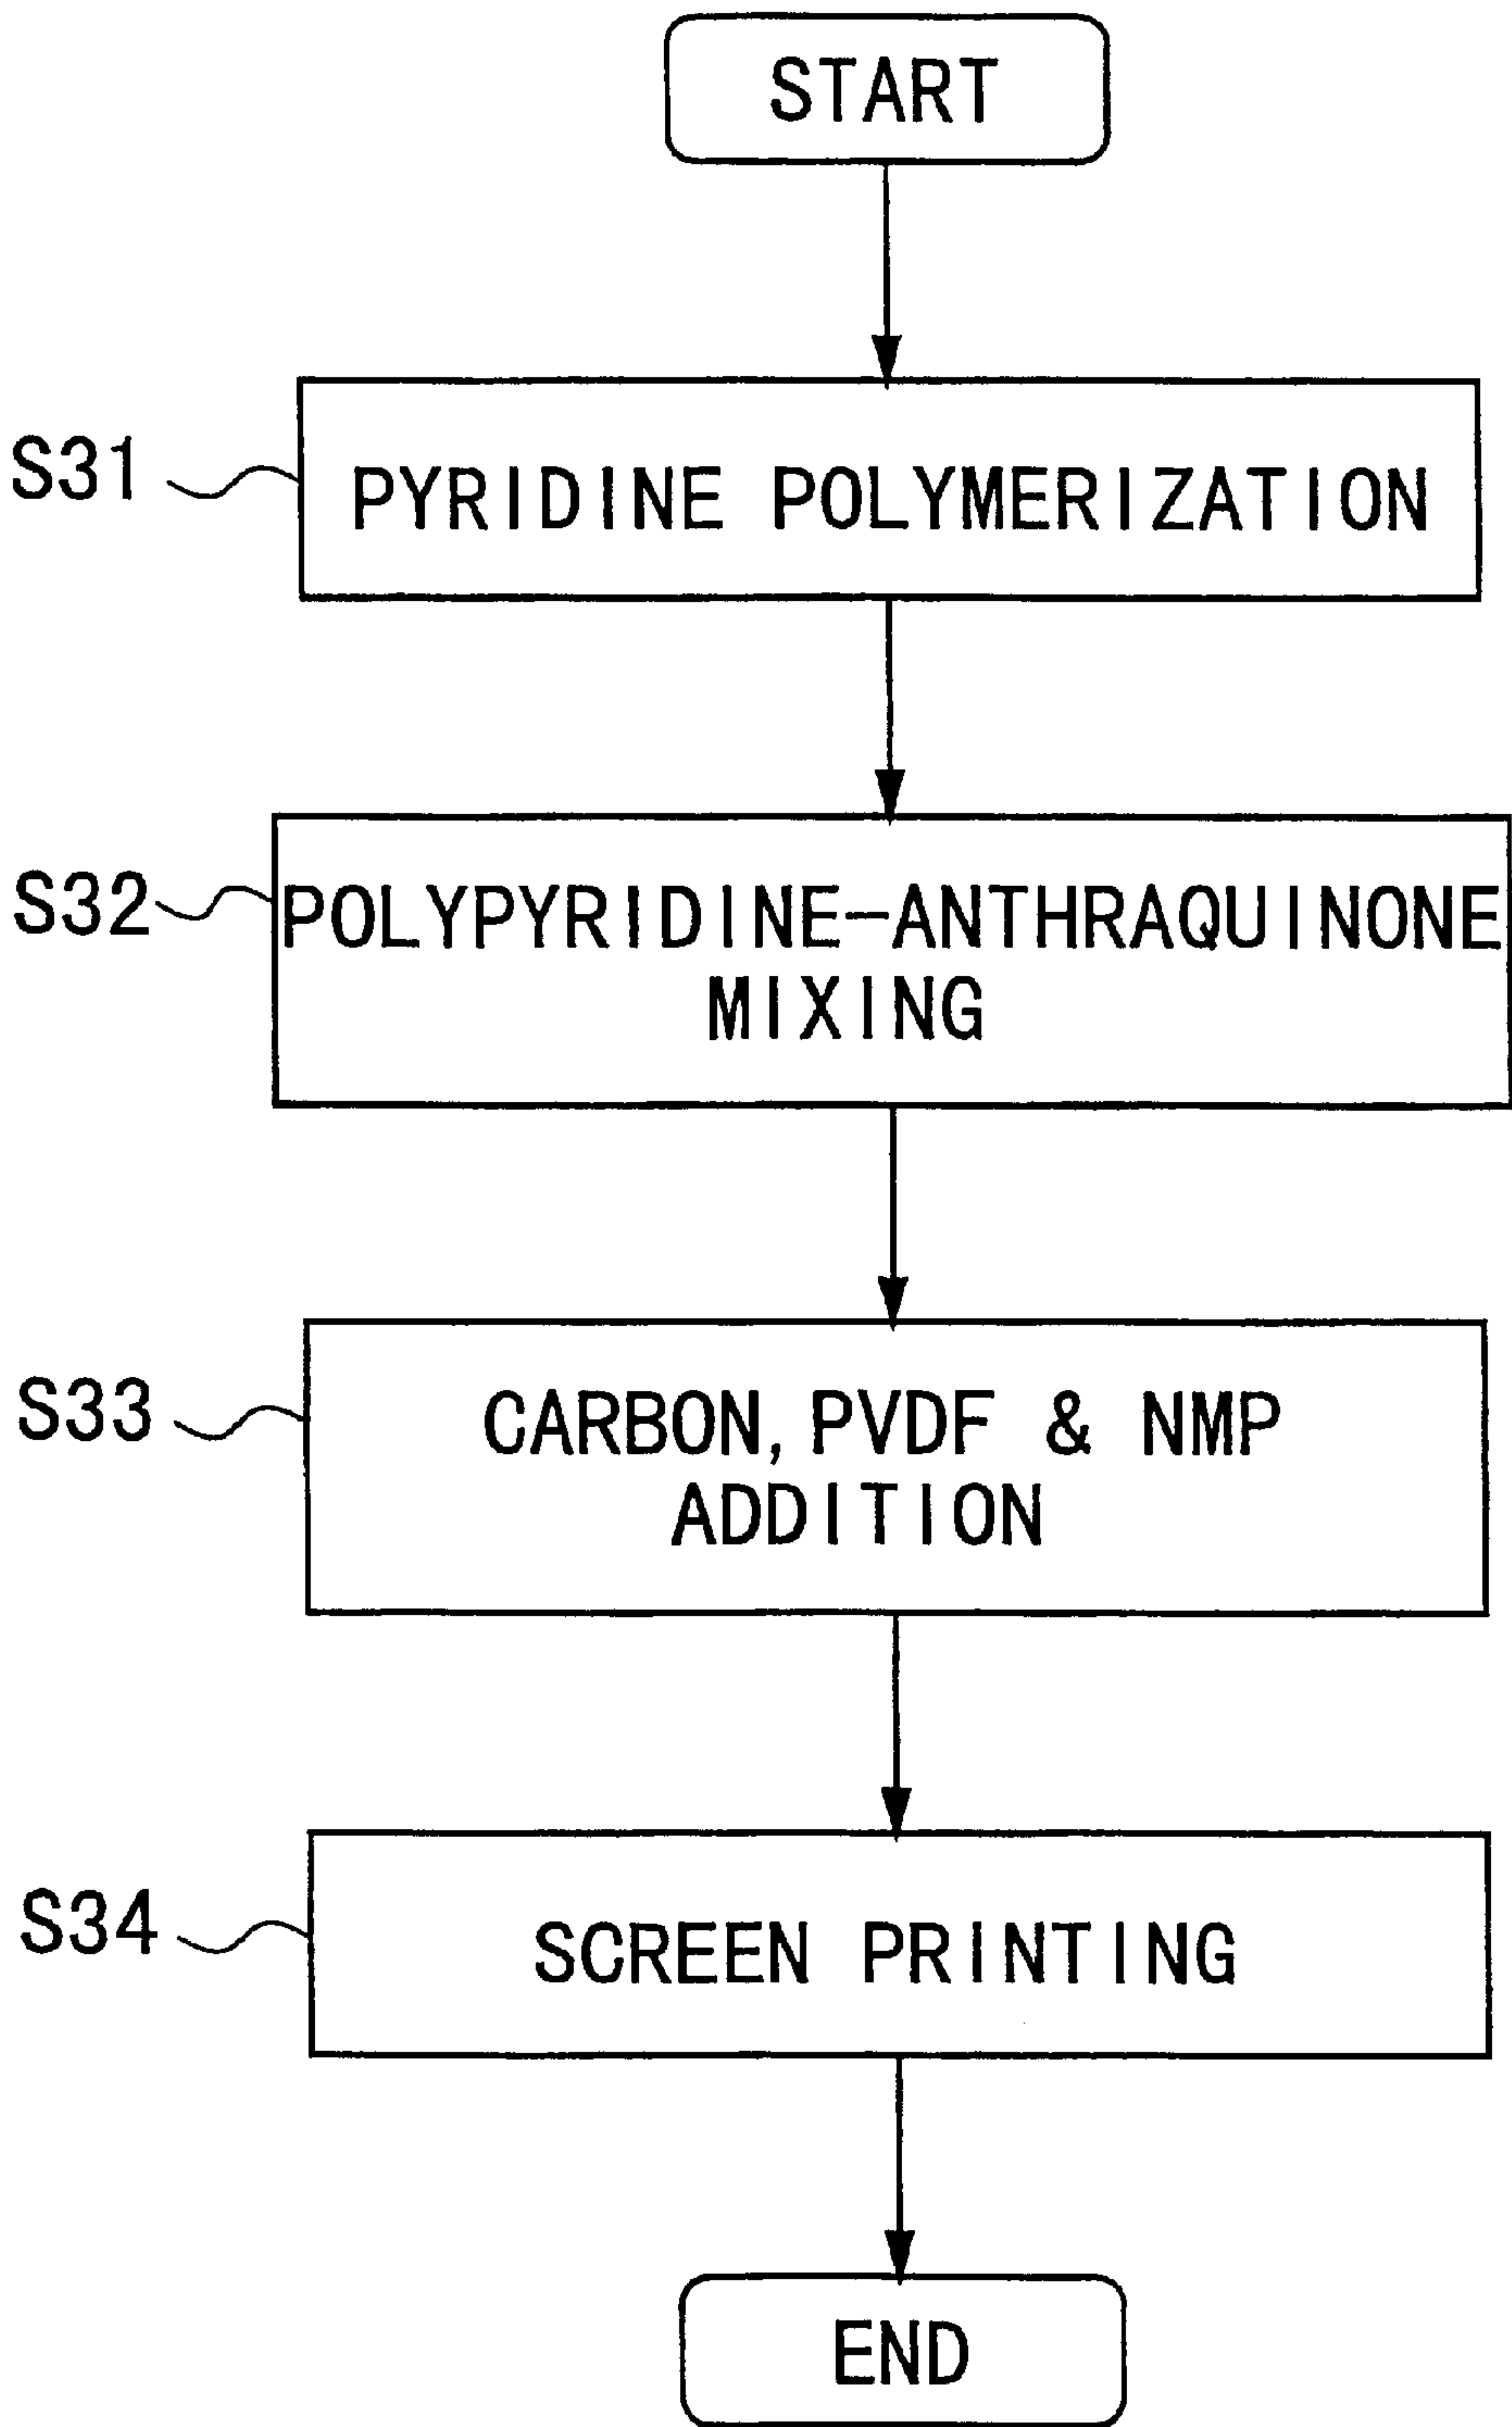 START
S31
PYRIDINE POLYMERIZATION
S32
POLYPYRIDINE-ANTHRAQUINONE
MIXING
S33
CARBON, PVDF & NMP
ADDITION
S34
SCREEN PRINTING
END